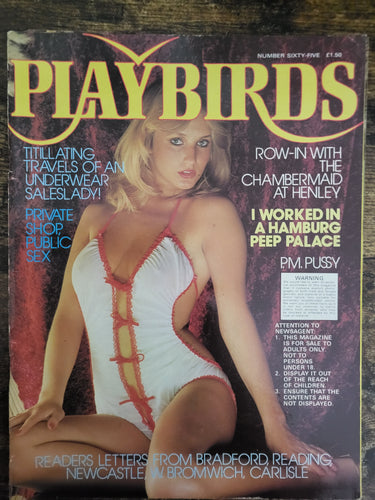 NUMBER SIXTY-FIVE £1.50
PLAYBIRDS
TITILLATING
TRAVELS OF AN
UNDERWEAR
SALESLADY!
PRIVATE
SHOP
PUBLIC
SEX
ROW-IN WITH
THE
CHAMBERMAID
AT HENLEY
I WORKED IN
A HAMBURG
PEEP PALACE
P.M. PUSSY
WARNING
ATTENTION TO
NEWSAGENT:
1. THIS MAGAZINE
IS FOR SALE TO
ADULTS ONLY
NOT TO
PERSONS
UNDER 18.
2. DISPLAY IT OUT
OF THE REACH
OF CHILDREN.
3. ENSURE THAT THE
CONTENTS ARE
NOT DISPLAYED.
READERS LETTERS FROM BRADFORD, READING,
NEWCASTLE, W. BROMWICH, CARLISLE